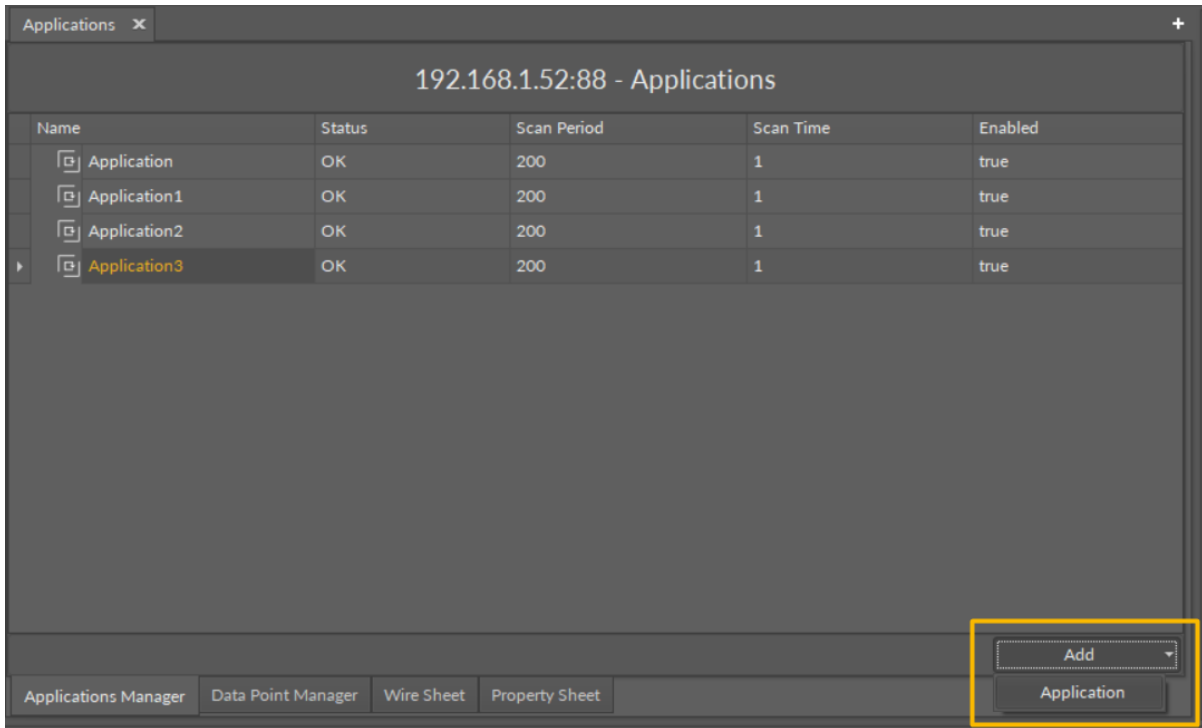 Applications ×
+
192.168.1.52:88 - Applications
Name Status Scan Period Scan Time Enabled
Application OK 200 1 true
Application1 OK 200 1 true
Application2 OK 200 1 true
Application3 OK 200 1 true
Add
Applications Manager Data Point Manager Wire Sheet Property Sheet Application